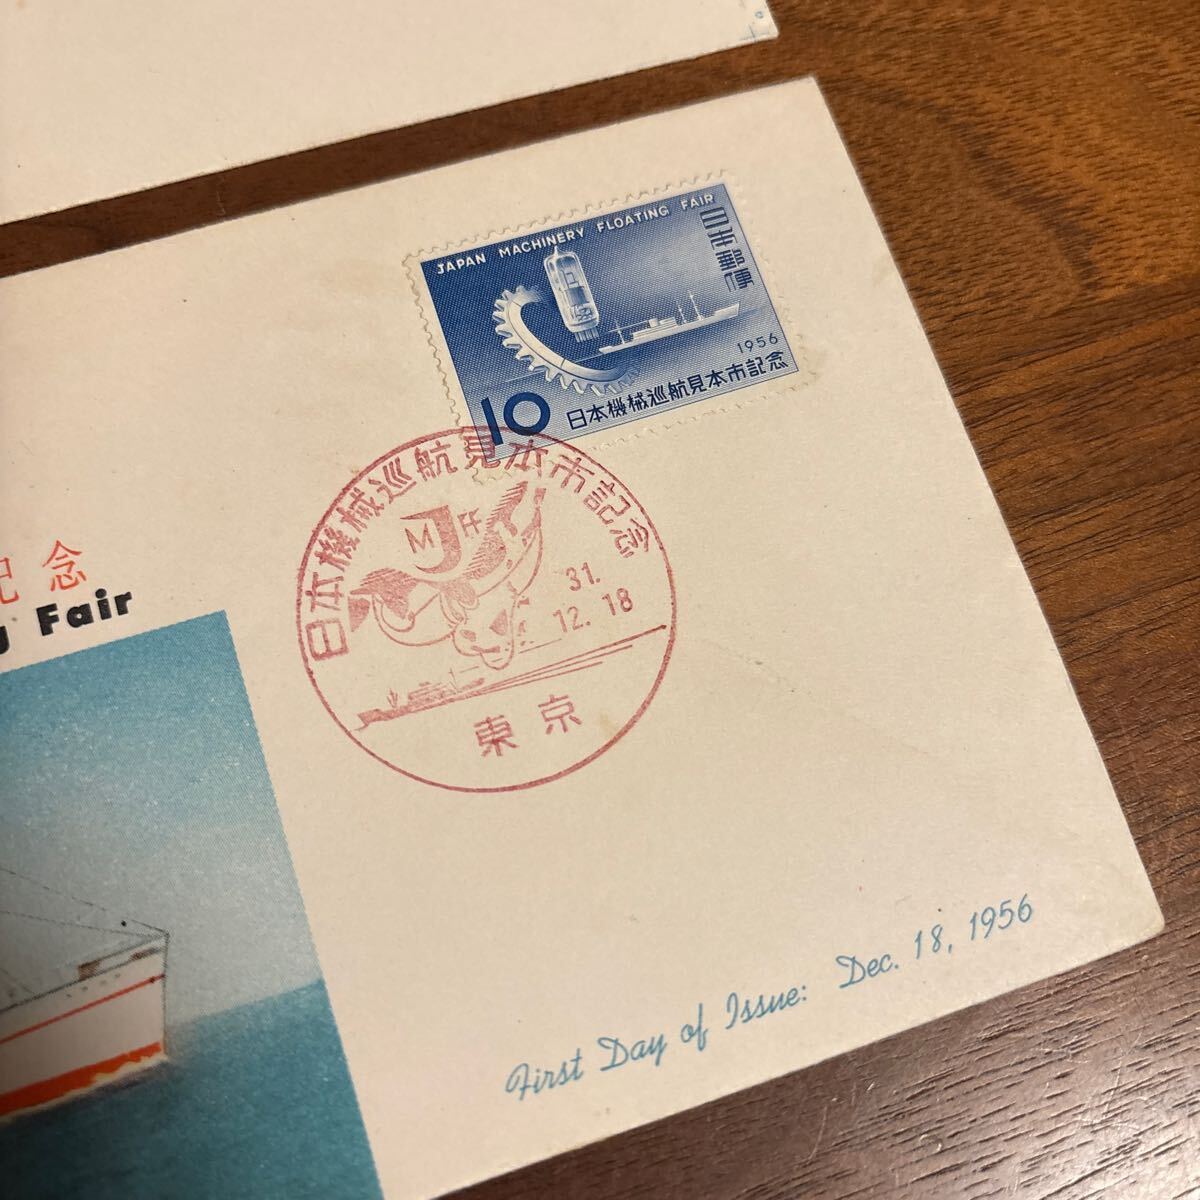 JAPAN MACHINERY FLOATING FAIR
日本郵便
1956
10 日本機械巡航見本市記念
日本機械巡航見本市記念
JMFF
31.
12.18
東京
記念
Fair
First Day of Issue: Dec. 18, 1956